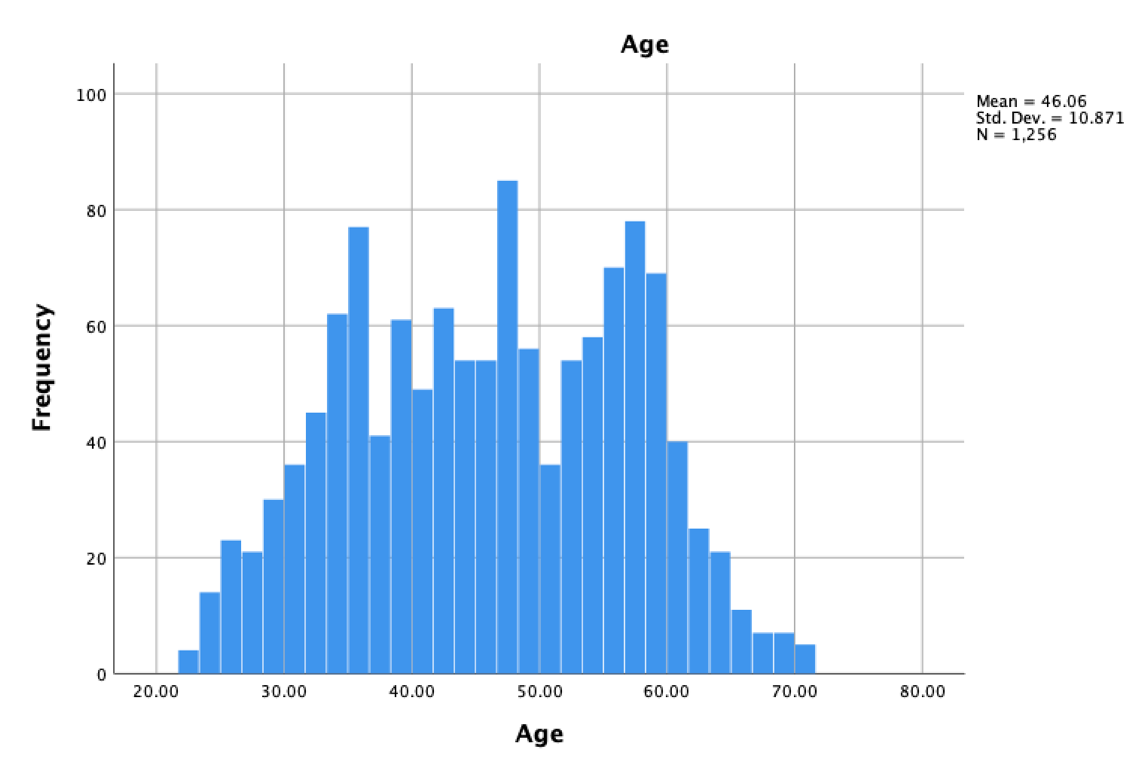 Age
Mean = 46.06
Std. Dev. = 10.871
N = 1,256
Frequency
100
80
60
40
20
0
20.00 30.00 40.00 50.00 60.00 70.00 80.00
Age